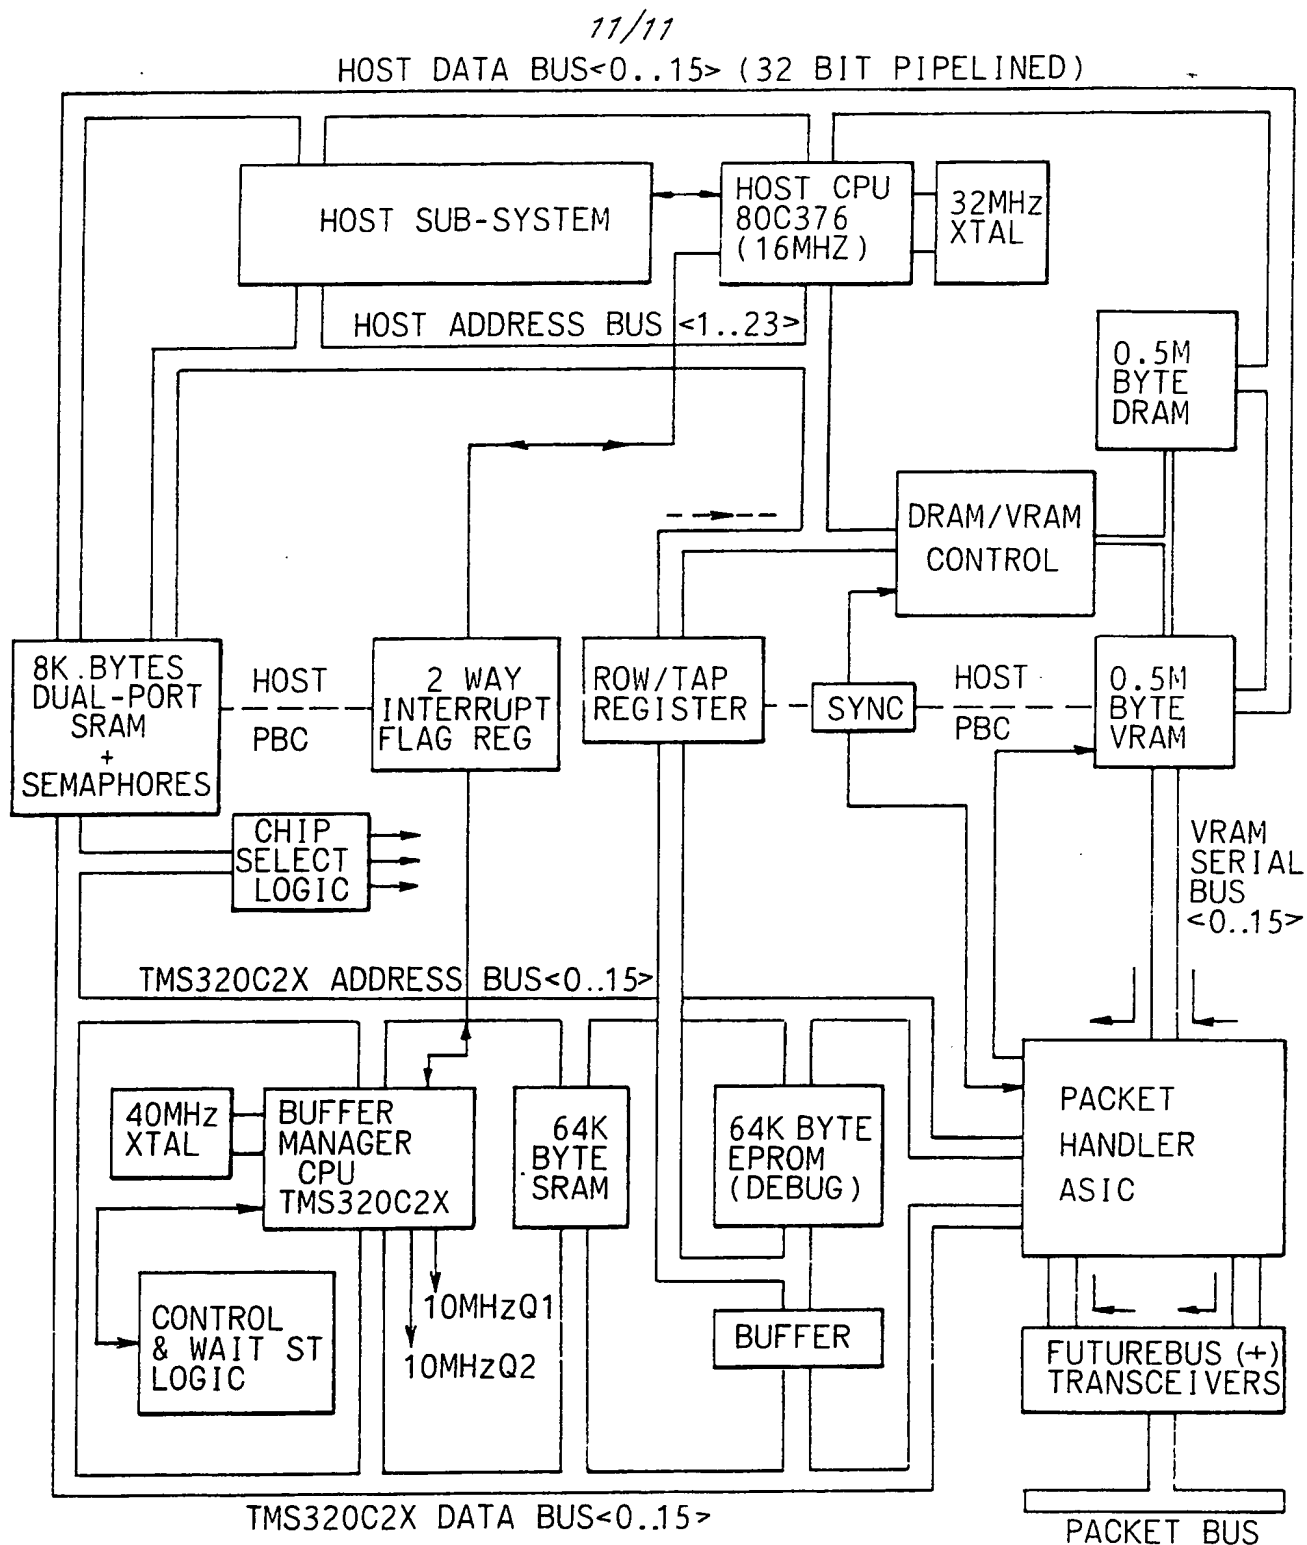 11/11
HOST DATA BUS<0..15> (32 BIT PIPELINED)
HOST SUB-SYSTEM
HOST CPU
80C376
(16MHZ)
32MHz
XTAL
HOST ADDRESS BUS <1..23>
0.5M
BYTE
DRAM
DRAM/VRAM
CONTROL
8K.BYTES
DUAL-PORT
SRAM
+
SEMAPHORES
HOST
PBC
2 WAY
INTERRUPT
FLAG REG
ROW/TAP
REGISTER
SYNC
HOST
PBC
0.5M
BYTE
VRAM
CHIP
SELECT
LOGIC
VRAM
SERIAL
BUS
<0..15>
TMS320C2X ADDRESS BUS<0..15>
40MHz
XTAL
BUFFER
MANAGER
CPU
TMS320C2X
64K
BYTE
SRAM
64K BYTE
EPROM
(DEBUG)
PACKET
HANDLER
ASIC
CONTROL
& WAIT ST
LOGIC
10MHzQ1
10MHzQ2
BUFFER
FUTUREBUS (+)
TRANSCEIVERS
TMS320C2X DATA BUS<0..15>
PACKET BUS